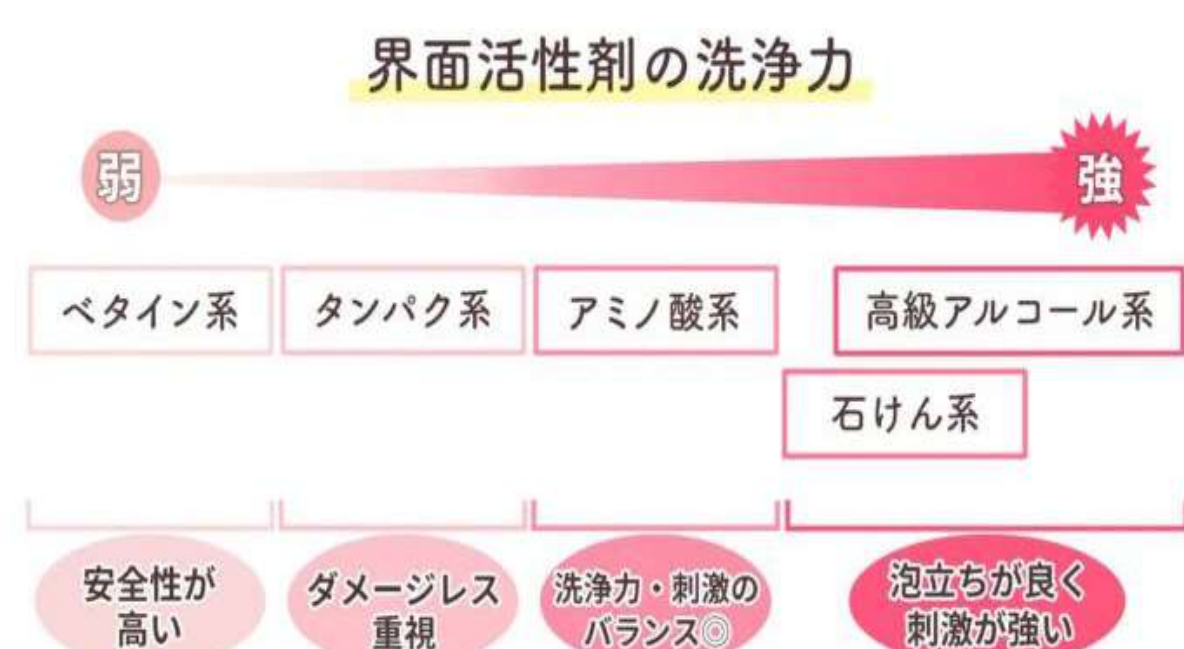 界面活性剤の洗浄力
弱
強
ベタイン系
タンパク系
アミノ酸系
高級アルコール系
石けん系
安全性が
高い
ダメージレス
重視
洗浄力・刺激の
バランス◎
泡立ちが良く
刺激が強い